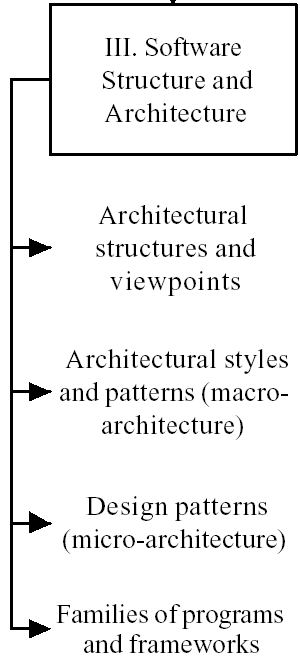 III. Software
Structure and
Architecture
Architectural
structures and
viewpoints
Architectural styles
and patterns (macro-
architecture)
Design patterns
(micro-architecture)
Families of programs
and frameworks